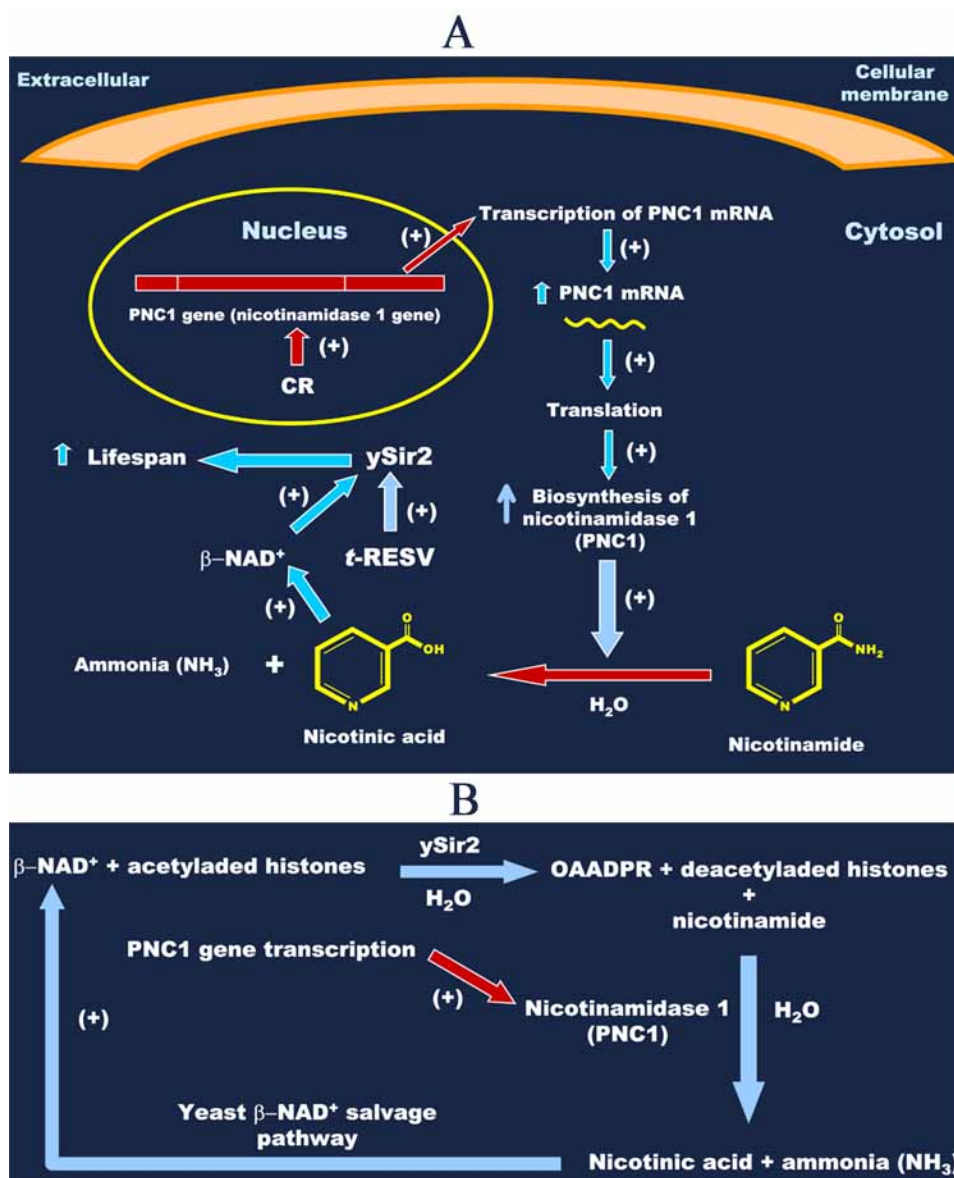 A
Extracellular
Cellular
membrane
Nucleus
(+)
Transcription of PNC1 mRNA
Cytosol
(+)
PNC1 mRNA
PNC1 gene (nicotinamidase 1 gene)
(+)
CR
(+)
Translation
(+)
Lifespan
ySir2
(+)
(+)
Biosynthesis of
nicotinamidase 1
(PNC1)
β–NAD⁺
t-RESV
(+)
(+)
Ammonia (NH₃)
+
O
OH
N
Nicotinic acid
H₂O
O
NH₂
N
Nicotinamide
B
β–NAD⁺ + acetyladed histones
ySir2
H₂O
OAADPR + deacetyladed histones
+
nicotinamide
PNC1 gene transcription
(+)
Nicotinamidase 1
(PNC1)
H₂O
(+)
Yeast β–NAD⁺ salvage
pathway
Nicotinic acid + ammonia (NH₃)